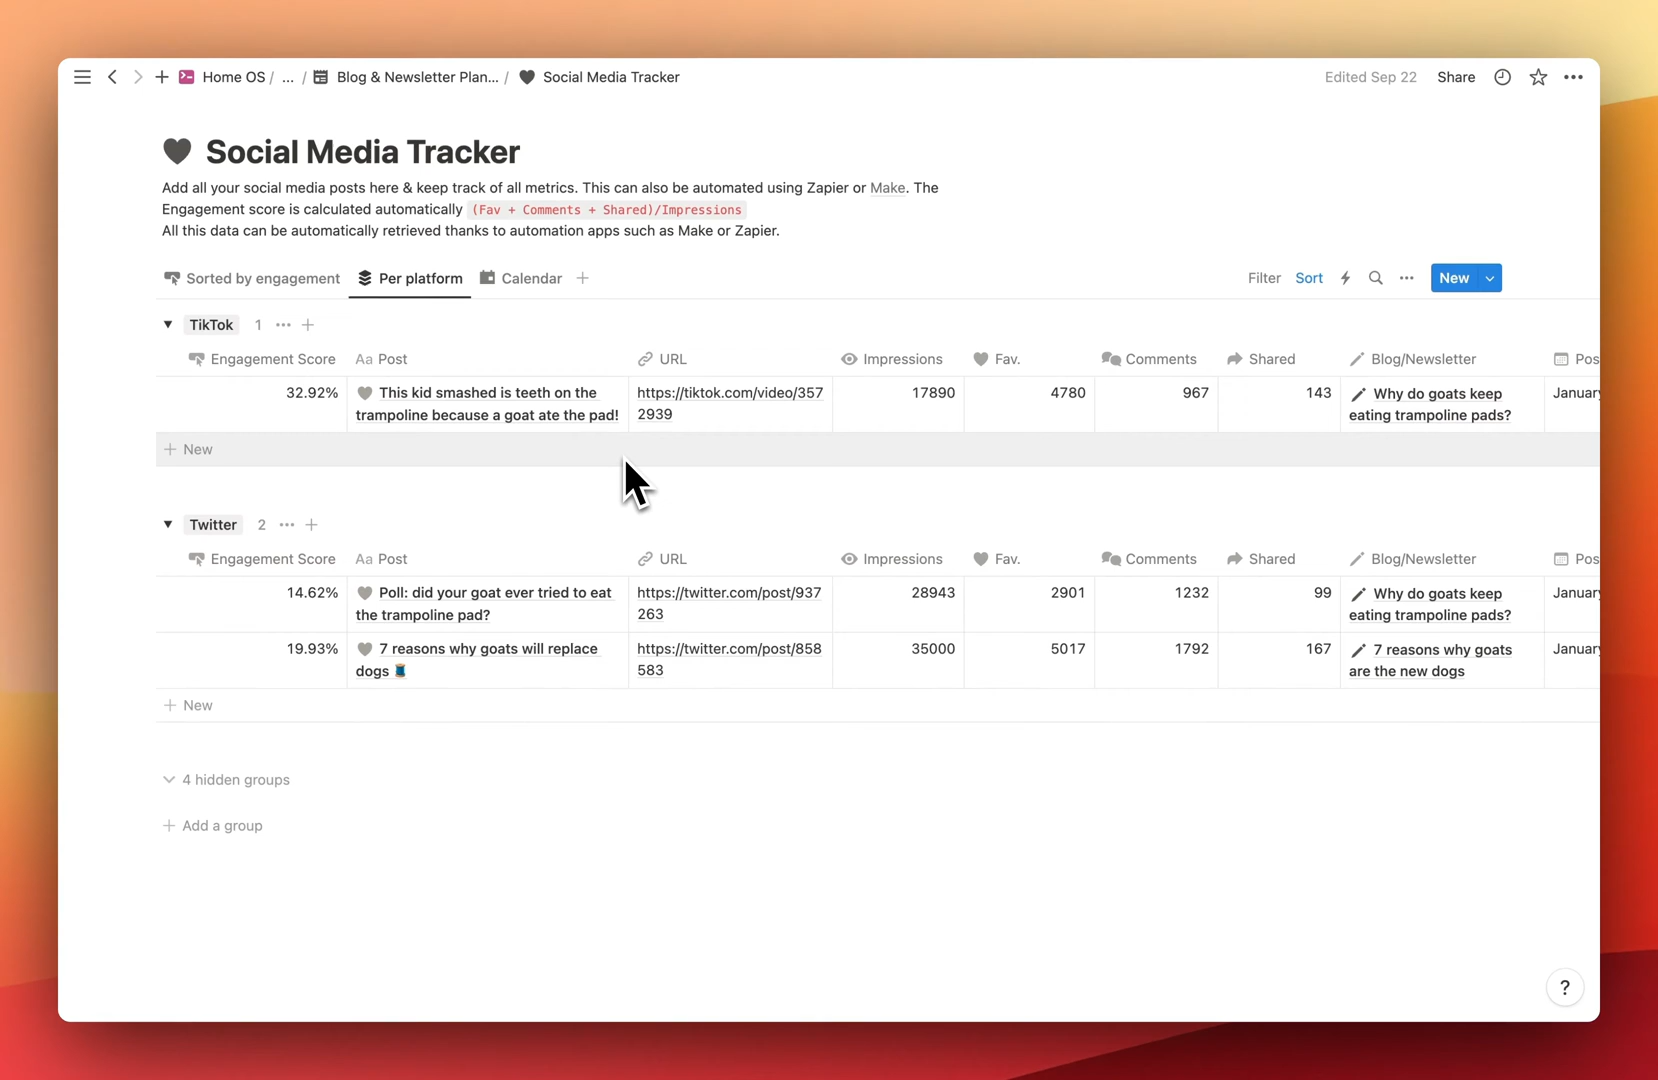 Home OS / ... / Blog & Newsletter Plan... / Social Media Tracker Edited Sep 22 Share
Social Media Tracker
Add all your social media posts here & keep track of all metrics. This can also be automated using Zapier or Make. The
Engagement score is calculated automatically (Fav + Comments + Shared)/Impressions
All this data can be automatically retrieved thanks to automation apps such as Make or Zapier.
Sorted by engagement Per platform Calendar Filter Sort New
TikTok 1
Engagement Score Aa Post URL Impressions Fav. Comments Shared Blog/Newsletter Pos
32.92% This kid smashed is teeth on the https://tiktok.com/video/357 17890 4780 967 143 Why do goats keep January
trampoline because a goat ate the pad! 2939 eating trampoline pads?
+ New
Twitter 2
Engagement Score Aa Post URL Impressions Fav. Comments Shared Blog/Newsletter Pos
14.62% Poll: did your goat ever tried to eat https://twitter.com/post/937 28943 2901 1232 99 Why do goats keep January
the trampoline pad? 263 eating trampoline pads?
19.93% 7 reasons why goats will replace https://twitter.com/post/858 35000 5017 1792 167 7 reasons why goats January
dogs 🧵 583 are the new dogs
+ New
4 hidden groups
+ Add a group
?